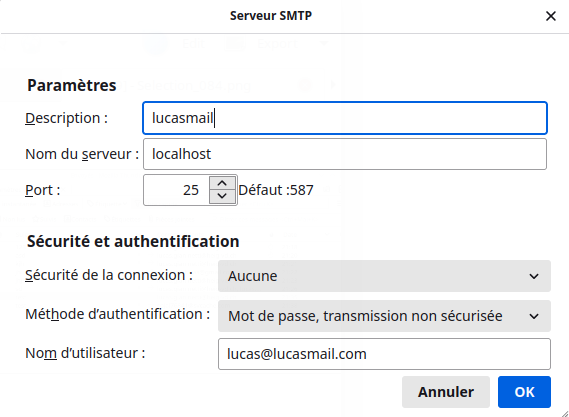 Serveur SMTP
Paramètres
Description : lucasmail
Nom du serveur : localhost
Port : 25 Défaut :587
Sécurité et authentification
Sécurité de la connexion : Aucune
Méthode d’authentification : Mot de passe, transmission non sécurisée
Nom d’utilisateur : lucas@lucasmail.com
Annuler OK